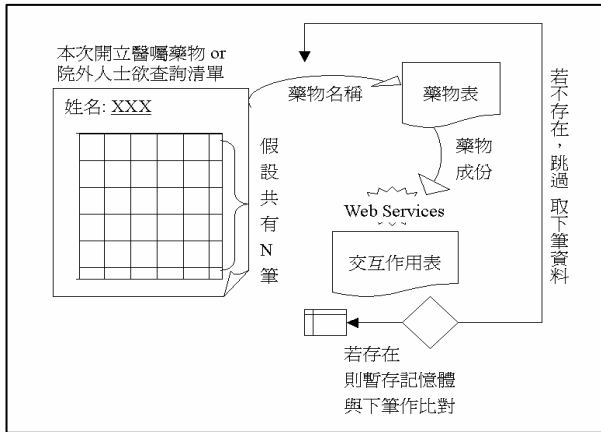 本次開立醫囑藥物 or
院外人士欲查詢清單
姓名: XXX
假設共有N筆
藥物名稱
藥物表
藥物
成份
Web Services
交互作用表
若存在
則暫存記憶體
與下筆作比對
若不存在，跳過 取下筆資料